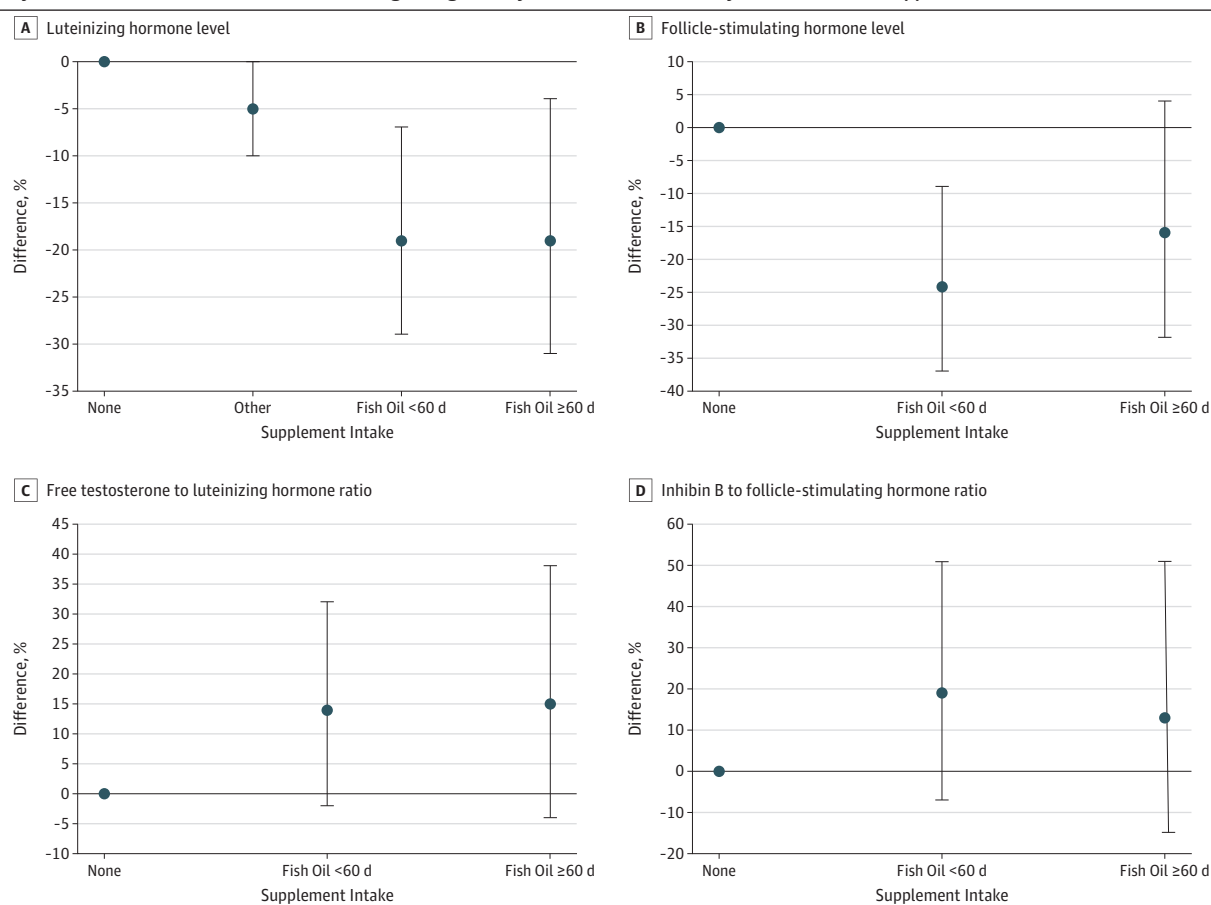 A Luteinizing hormone level
0
-5
-10
-15
-20
-25
-30
-35
Difference, %
None Other Fish Oil <60 d Fish Oil ≥60 d
Supplement Intake
B Follicle-stimulating hormone level
10
5
0
-5
-10
-15
-20
-25
-30
-35
-40
Difference, %
None Fish Oil <60 d Fish Oil ≥60 d
Supplement Intake
C Free testosterone to luteinizing hormone ratio
45
40
35
30
25
20
15
10
5
0
-5
-10
Difference, %
None Fish Oil <60 d Fish Oil ≥60 d
Supplement Intake
D Inhibin B to follicle-stimulating hormone ratio
60
50
40
30
20
10
0
-10
-20
Difference, %
None Fish Oil <60 d Fish Oil ≥60 d
Supplement Intake